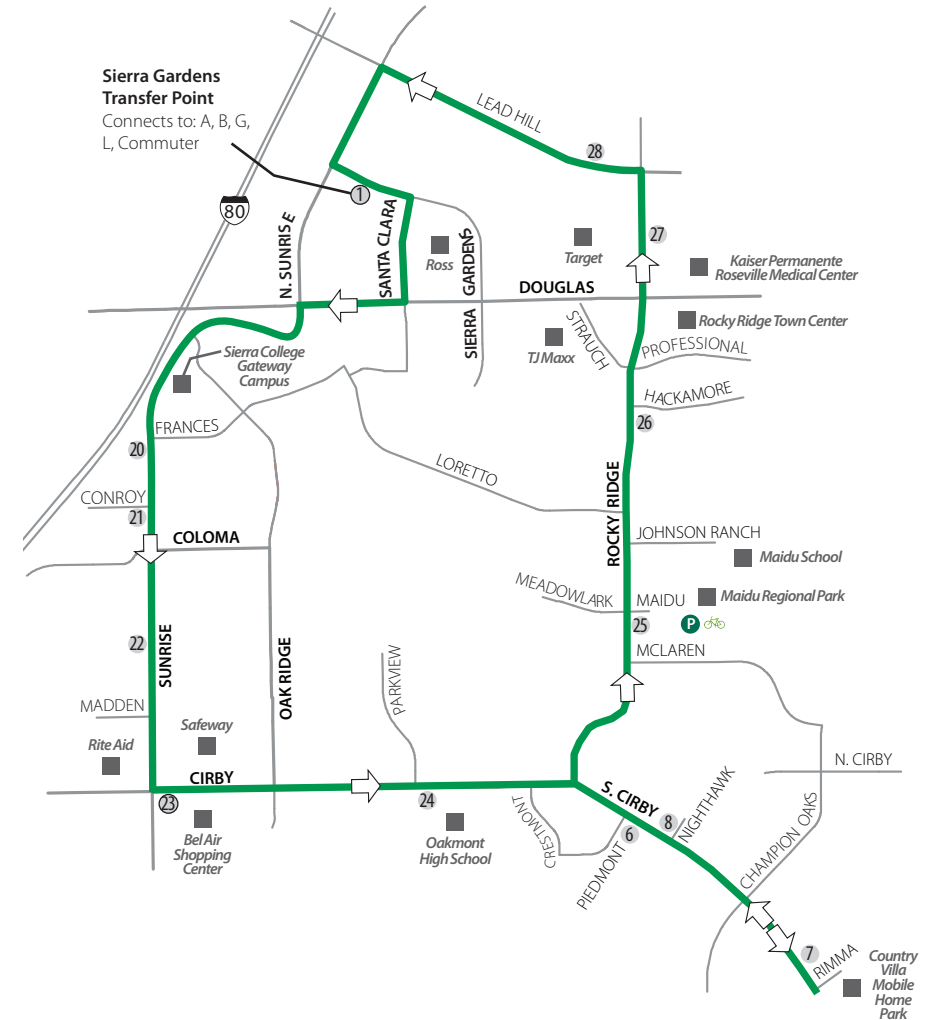 Sierra Gardens
Transfer Point
Connects to: A, B, G,
L, Commuter
LEAD HILL
28
1
80
N. SUNRISE
SANTA CLARA
Ross
SIERRA GARDENS
Target
27
Kaiser Permanente
Roseville Medical Center
DOUGLAS
STRAUCH
TJ Maxx
Rocky Ridge Town Center
PROFESSIONAL
Sierra College
Gateway
Campus
HACKAMORE
26
FRANCES
20
LORETTO
ROCKY RIDGE
CONROY
21
COLOMA
JOHNSON RANCH
Maidu School
MEADOWLARK
MAIDU
Maidu Regional Park
25
P
MCLAREN
22
SUNRISE
OAK RIDGE
PARKVIEW
MADDEN
Safeway
Rite Aid
N. CIRBY
CIRBY
23
24
S. CIRBY
NIGHTHAWK
8
6
CRESTMONT
PIEDMONT
CHAMPION OAKS
Bel Air
Shopping
Center
Oakmont
High School
7
RIMMA
Country
Villa
Mobile
Home
Park